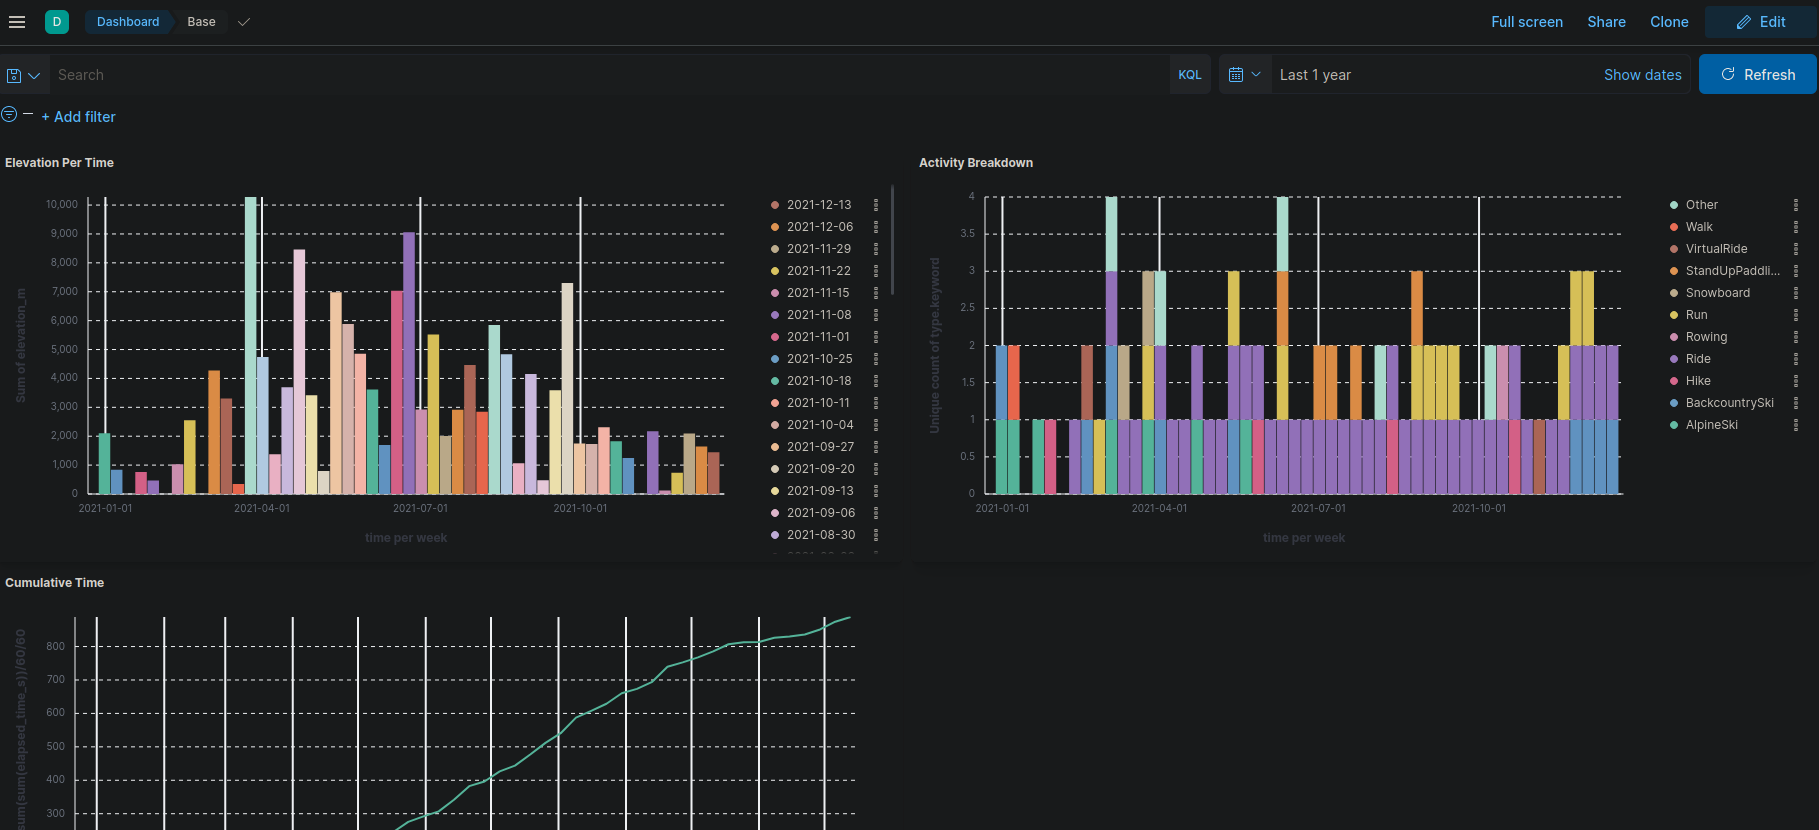 D Dashboard Base Full screen Share Clone Edit
Search KQL Last 1 year Show dates Refresh
+ Add filter
Elevation Per Time
Sum of elevation_m
10,000
9,000
8,000
7,000
6,000
5,000
4,000
3,000
2,000
1,000
0
2021-01-01 2021-04-01 2021-07-01 2021-10-01
time per week
2021-12-13
2021-12-06
2021-11-29
2021-11-22
2021-11-15
2021-11-08
2021-11-01
2021-10-25
2021-10-18
2021-10-11
2021-10-04
2021-09-27
2021-09-20
2021-09-13
2021-09-06
2021-08-30
Activity Breakdown
Unique count of type.keyword
4
3.5
3
2.5
2
1.5
1
0.5
0
2021-01-01 2021-04-01 2021-07-01 2021-10-01
time per week
Other
Walk
VirtualRide
StandUpPaddli...
Snowboard
Run
Rowing
Ride
Hike
BackcountrySki
AlpineSki
Cumulative Time
sum(sum(elapsed_time_s))/60/60
800
700
600
500
400
300